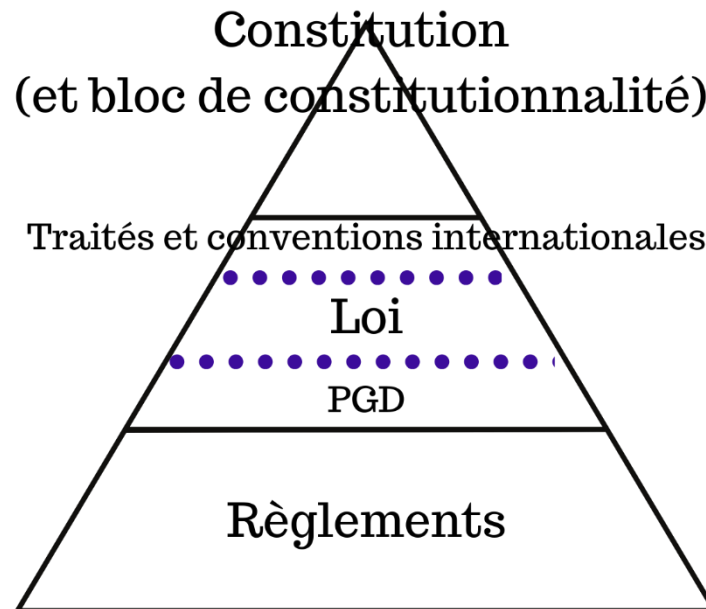 Constitution
(et bloc de constitutionnalité)
Traités et conventions internationales
Loi
PGD
Règlements